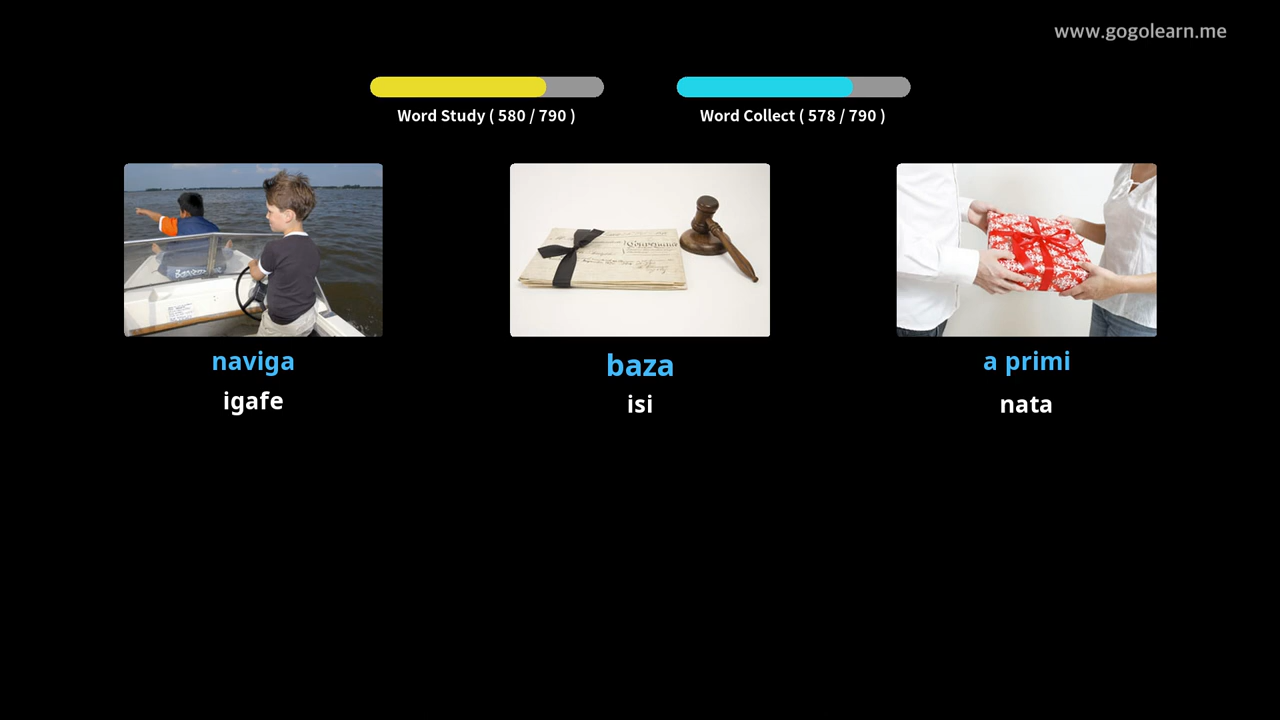 www.gogolearn.me
Word Study ( 580 / 790 )
Word Collect ( 578 / 790 )
naviga
igafe
baza
isi
a primi
nata